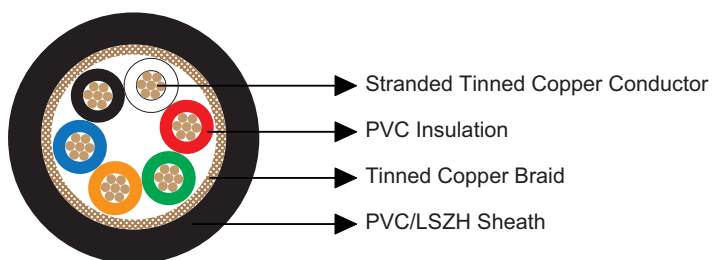 Stranded Tinned Copper Conductor
PVC Insulation
Tinned Copper Braid
PVC/LSZH Sheath